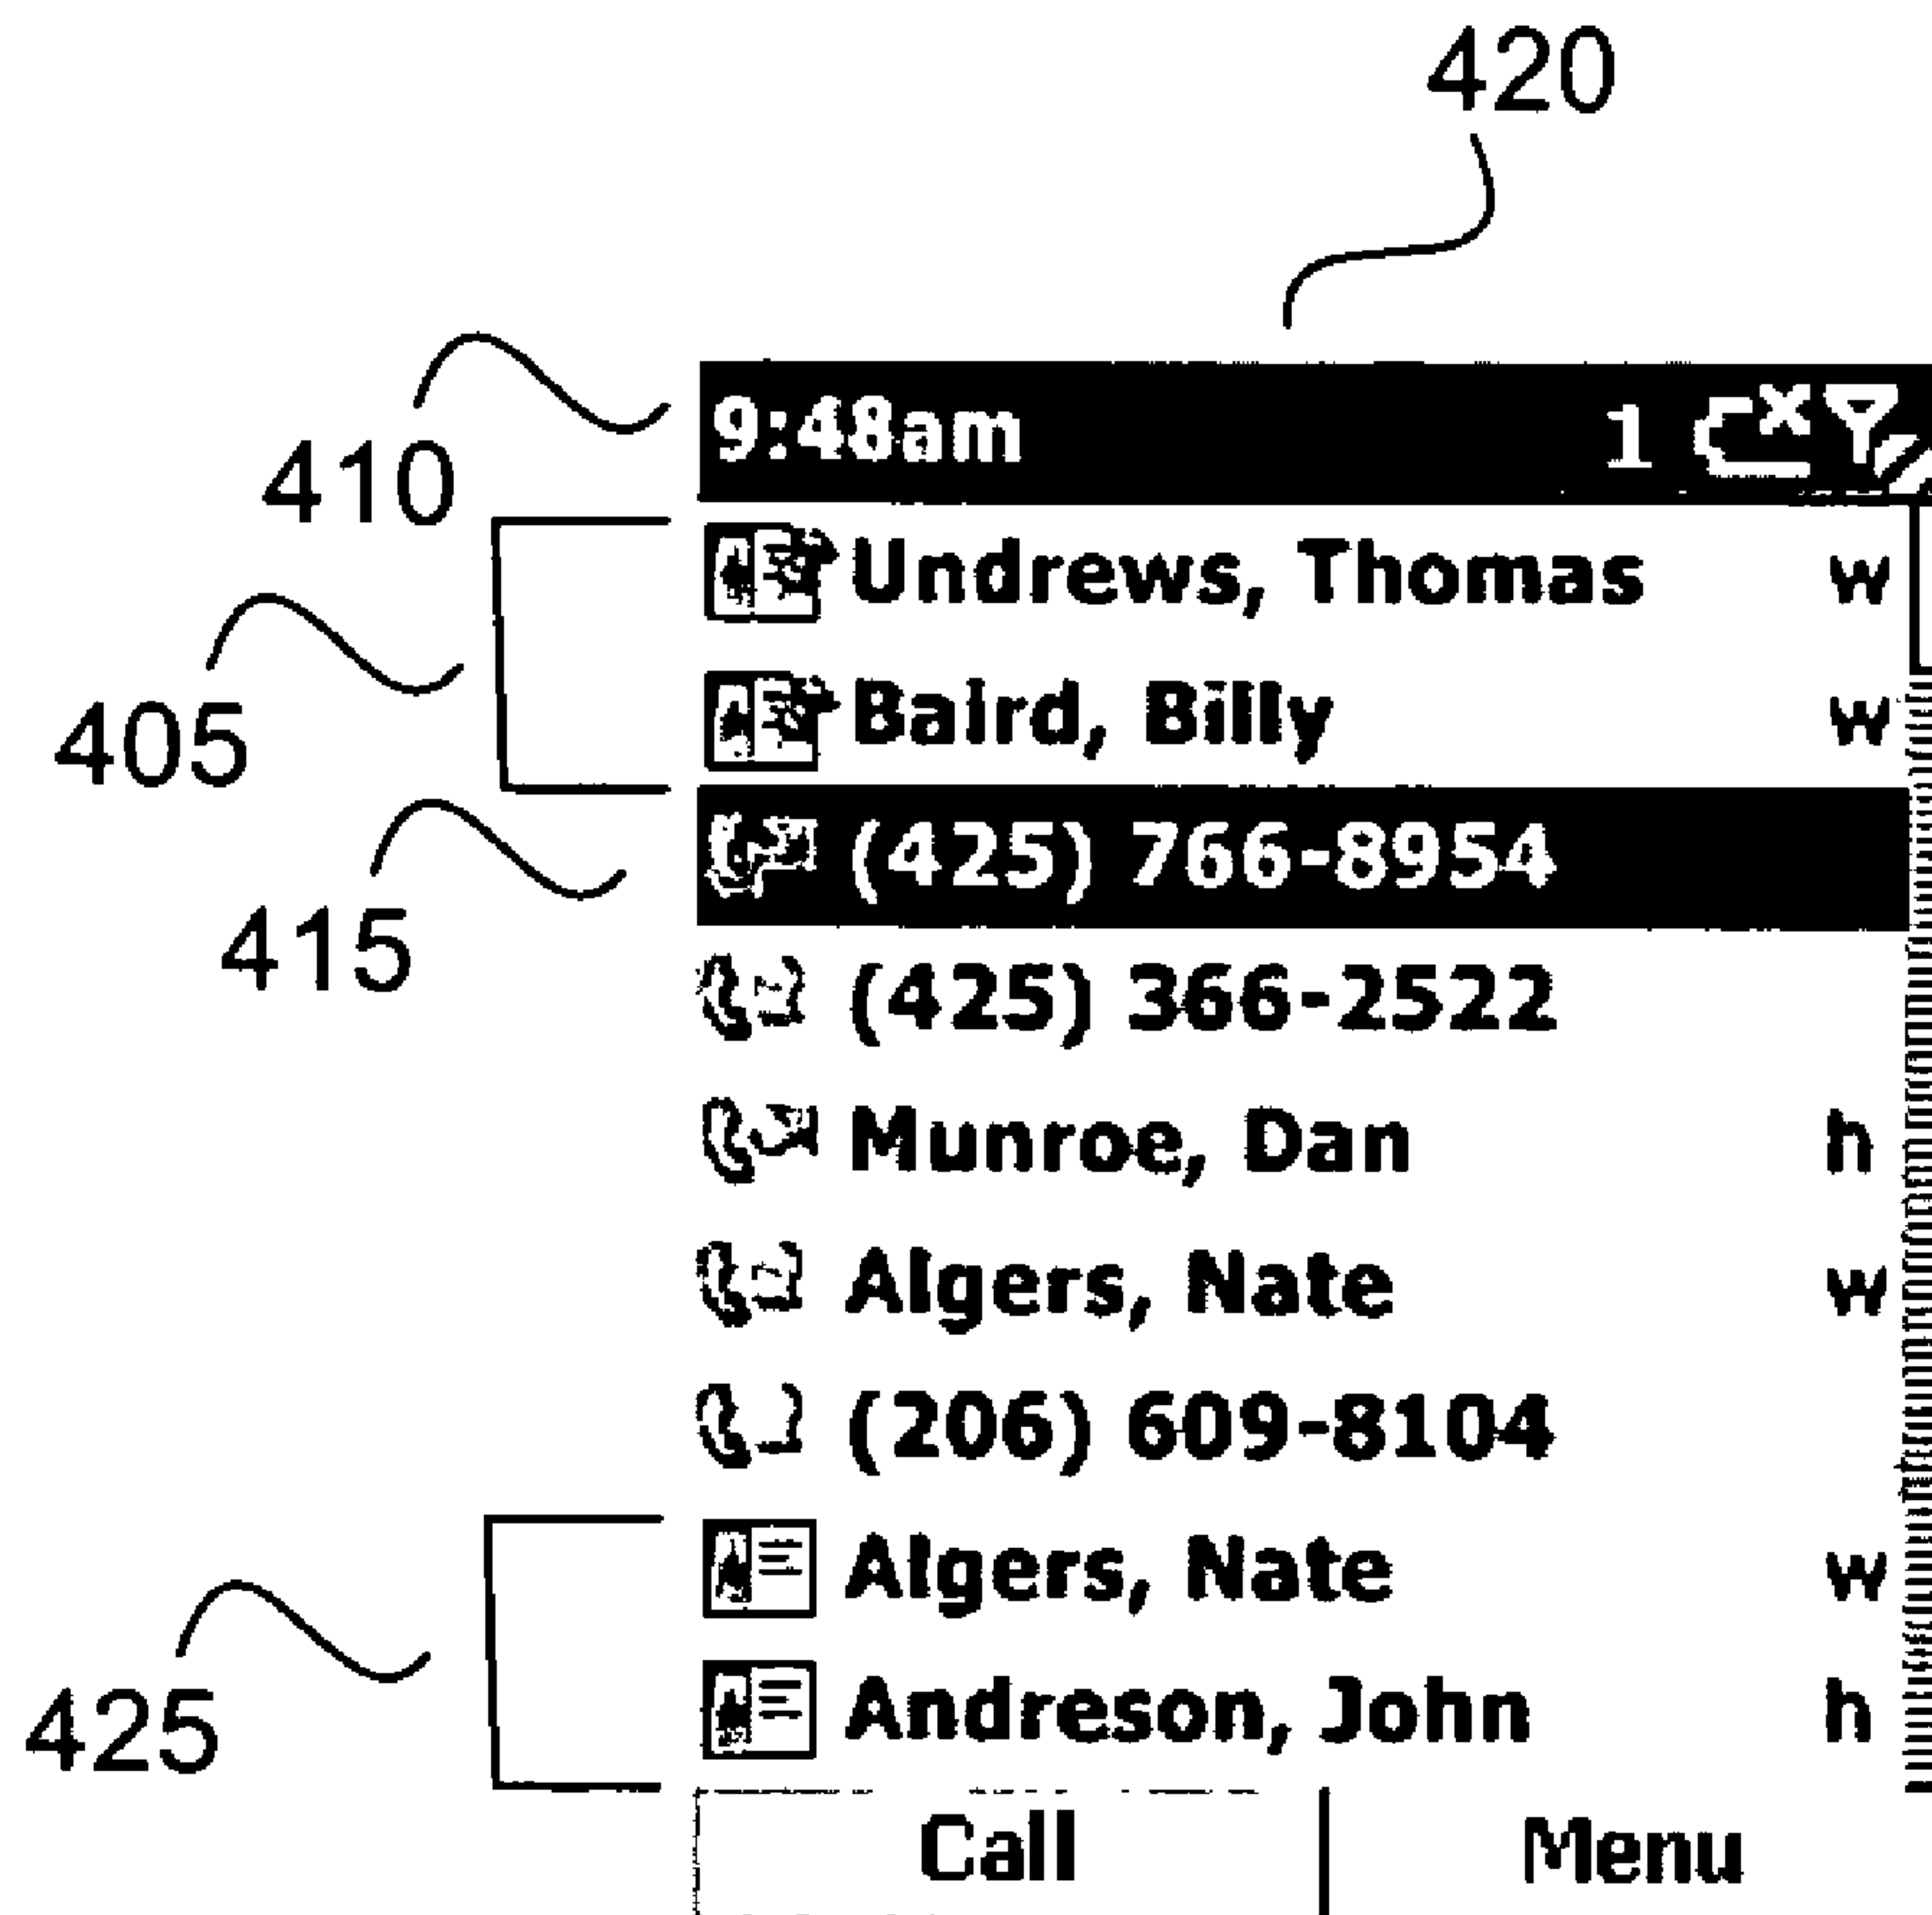 420
9:48am 1
410
Undrews, Thomas w
405
Baird, Billy w
(425) 766-8954
415
(425) 366-2522
Munroe, Dan h
Algers, Nate w
(206) 609-8104
Algers, Nate w
425
Andreson, John h
Call Menu